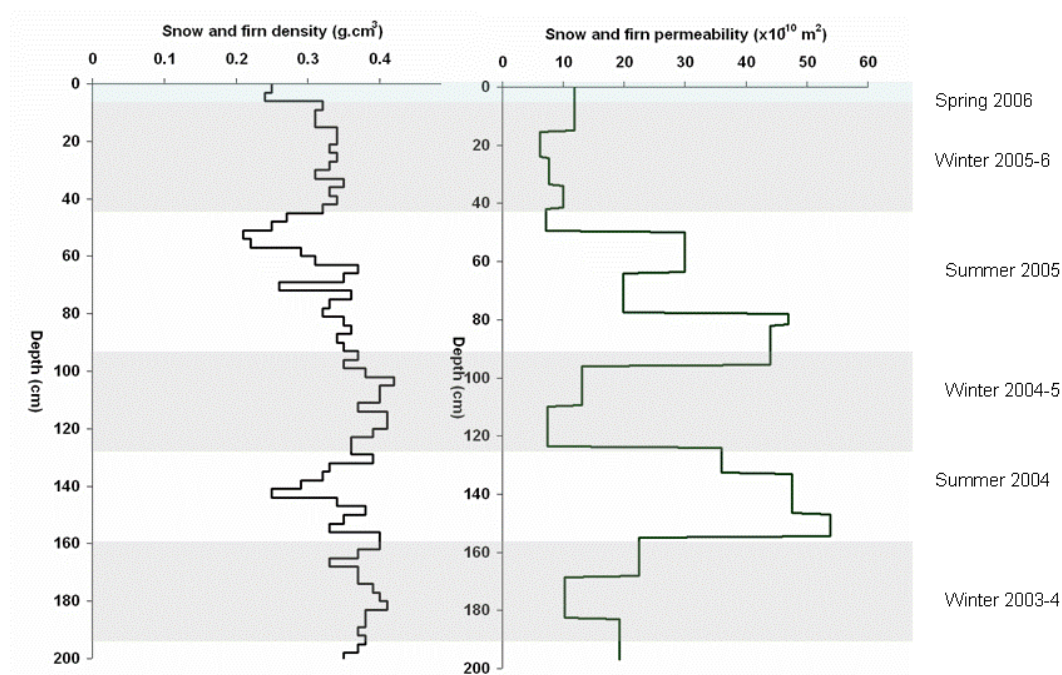 Snow and firn density (g.cm³)
0 0.1 0.2 0.3 0.4
0
20
40
60
80
100
120
140
160
180
200
Depth (cm)
Snow and firn permeability (x10¹⁰ m²)
0 10 20 30 40 50 60
0
20
40
60
80
100
120
140
160
180
200
Depth (cm)
Spring 2006
Winter 2005-6
Summer 2005
Winter 2004-5
Summer 2004
Winter 2003-4